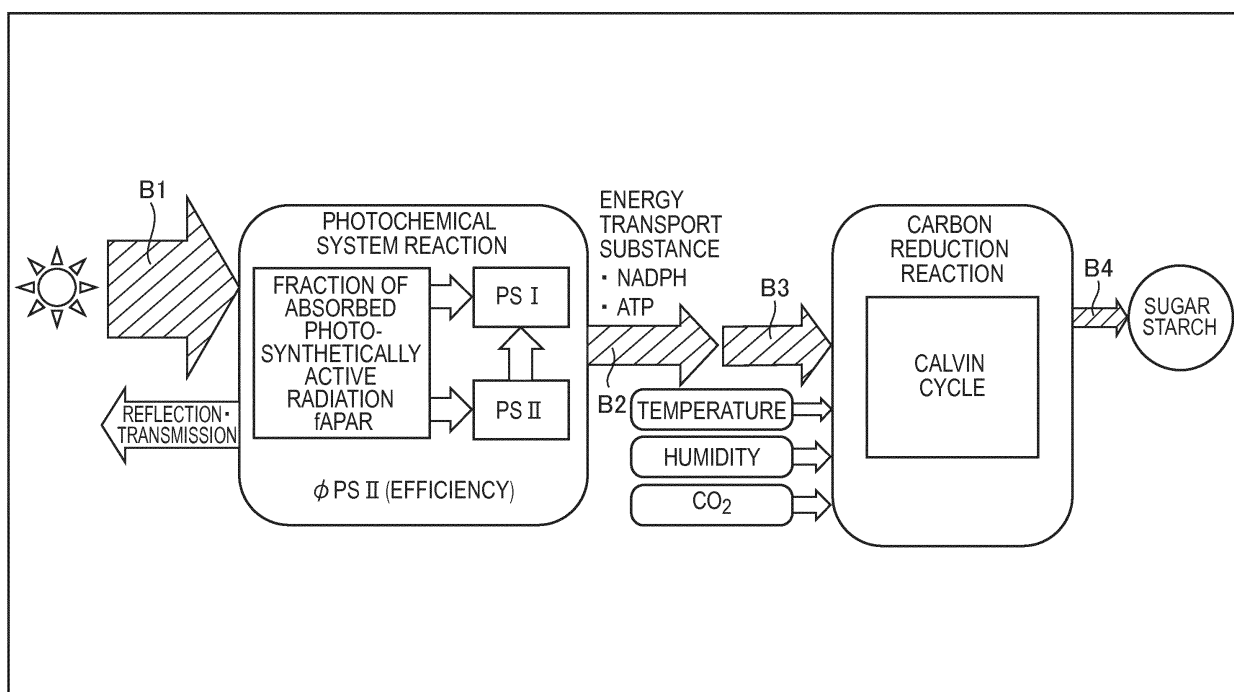 B1
PHOTOCHEMICAL
SYSTEM REACTION
FRACTION OF
ABSORBED
PHOTO-
SYNTHETICALLY
ACTIVE
RADIATION
fAPAR
PS I
PS II
ϕ PS II (EFFICIENCY)
REFLECTION・
TRANSMISSION
ENERGY
TRANSPORT
SUBSTANCE
・ NADPH
・ ATP
B2
B3
TEMPERATURE
HUMIDITY
CO₂
CARBON
REDUCTION
REACTION
CALVIN
CYCLE
B4
SUGAR
STARCH